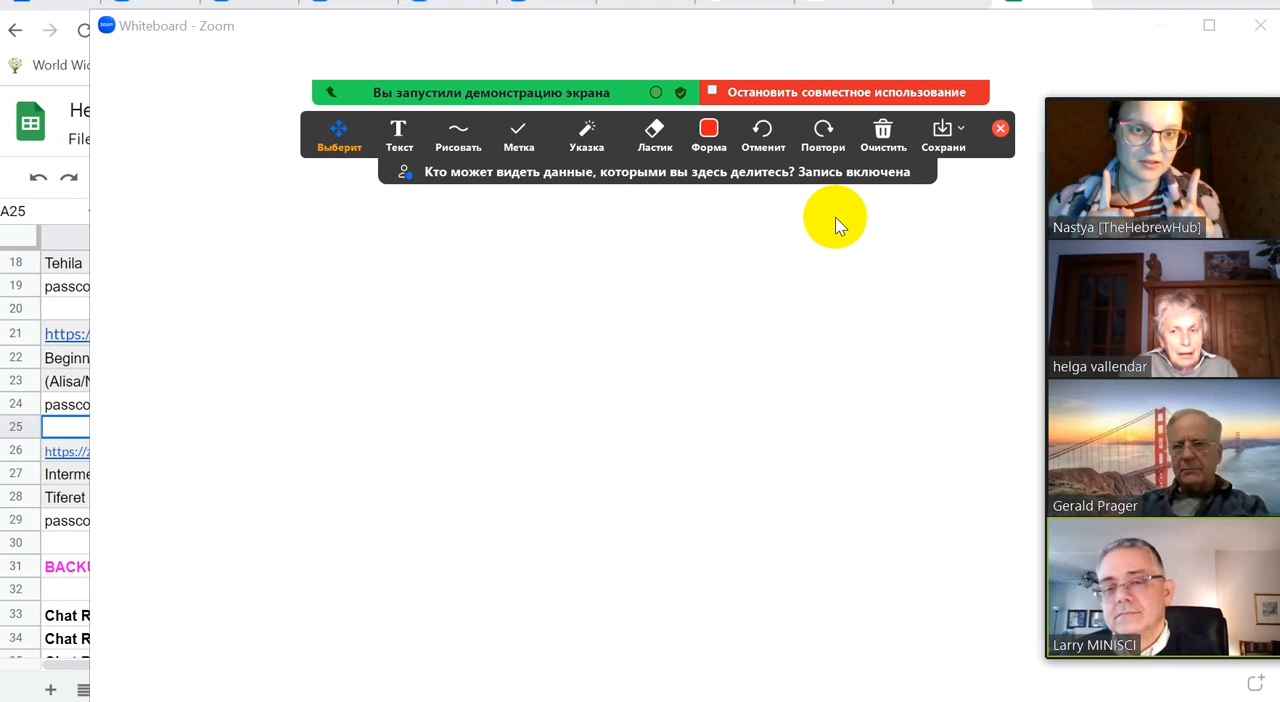 zoom Whiteboard - Zoom
World Wi
He
File
Вы запустили демонстрацию экрана
Остановить совместное использование
Выберит Текст Рисовать Метка Указка Ластик Форма Отменит Повтори Очистить Сохрани
Кто может видеть данные, которыми вы здесь делитесь? Запись включена
A25
18 Tehila
19 passco
20
21 https:/
22 Beginn
23 (Alisa/
24 passco
25
26 https://z
27 Interme
28 Tiferet
29 passco
30
31 BACK
32
33 Chat R
34 Chat R
Nastya [TheHebrewHub]
helga vallendar
Gerald Prager
Larry MINISCI